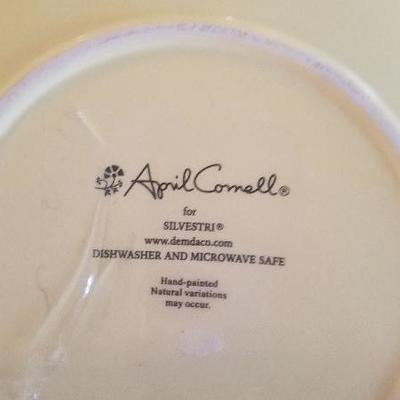 April Cornell®
for
SILVESTRI®
www.demdaco.com
DISHWASHER AND MICROWAVE SAFE
Hand-painted
Natural variations
may occur.